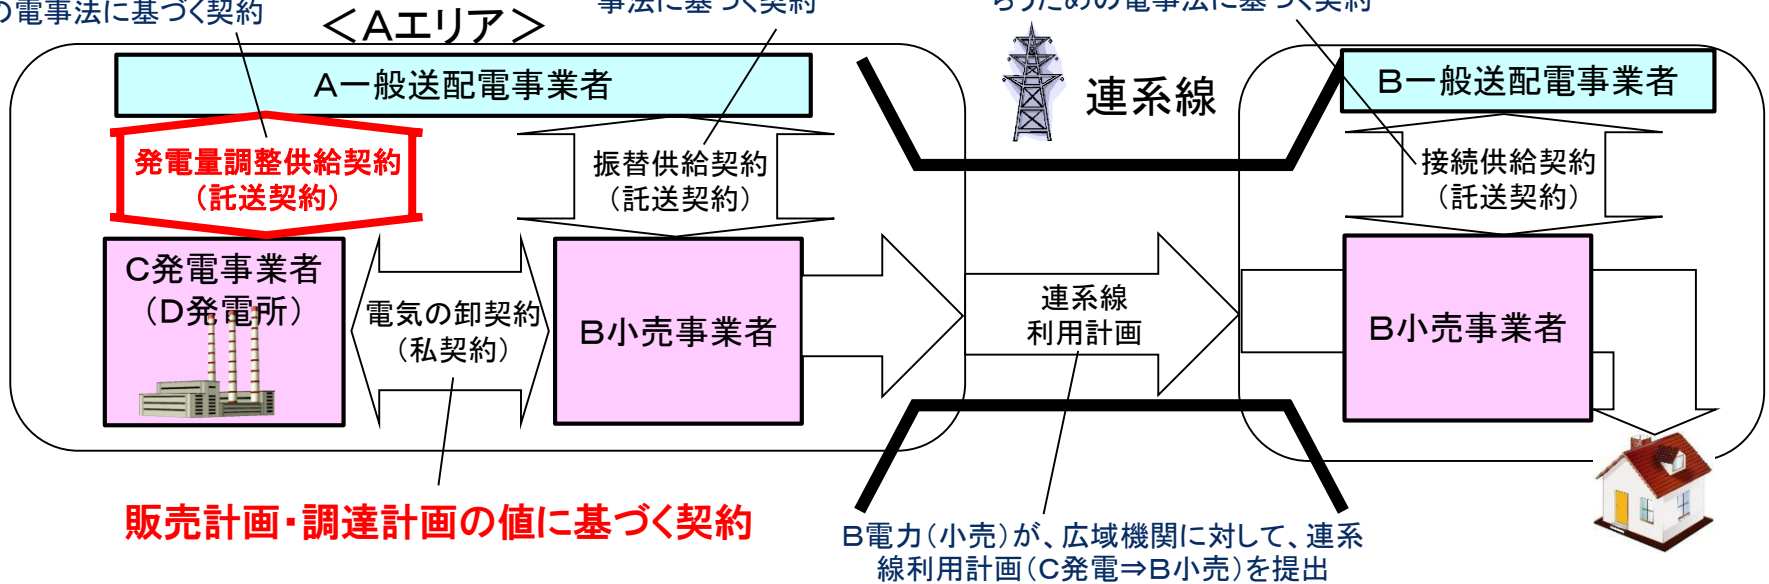 の電事法に基づく契約
事法に基づく契約
らうための電事法に基づく契約
＜Aエリア＞
A一般送配電事業者
連系線
B一般送配電事業者
発電量調整供給契約
（託送契約）
振替供給契約
（託送契約）
接続供給契約
（託送契約）
C発電事業者
（D発電所）
電気の卸契約
（私契約）
B小売事業者
連系線
利用計画
B小売事業者
販売計画・調達計画の値に基づく契約
B電力（小売）が、広域機関に対して、連系
線利用計画（C発電⇒B小売）を提出